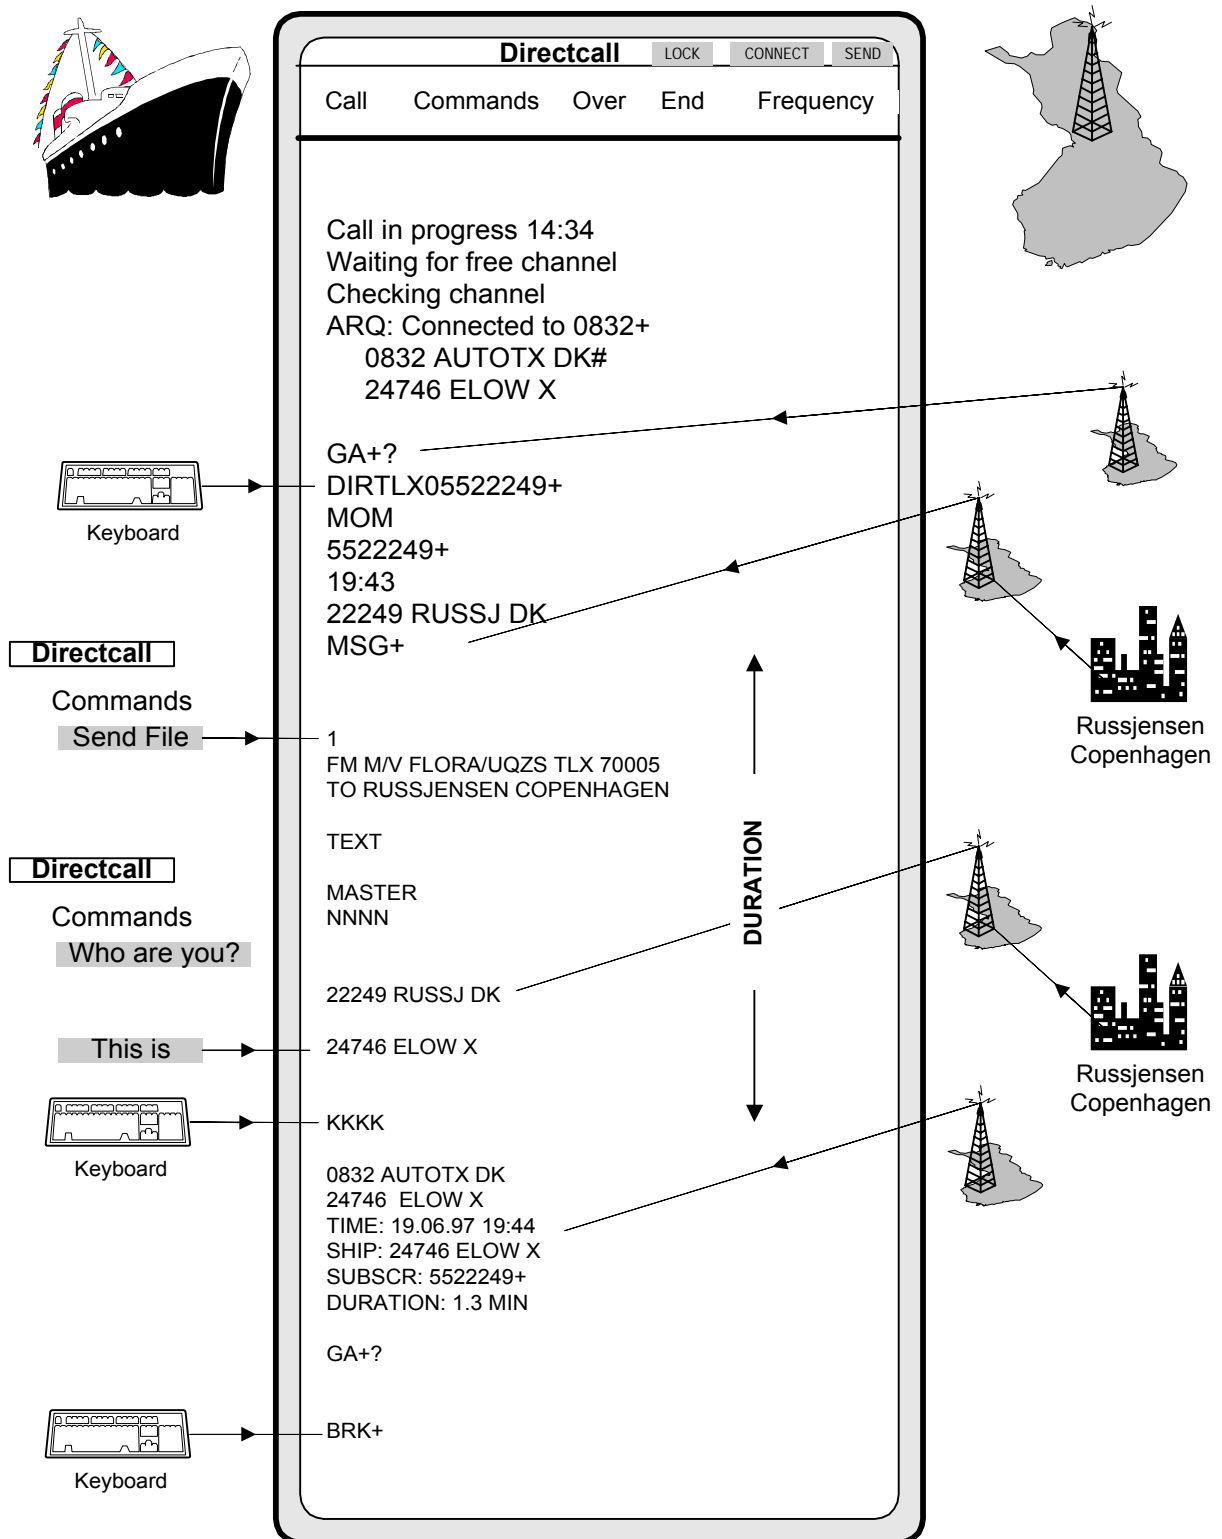 Directcall LOCK CONNECT SEND
Call Commands Over End Frequency
Call in progress 14:34
Waiting for free channel
Checking channel
ARQ: Connected to 0832+
0832 AUTOTX DK#
24746 ELOW X
GA+?
DIRTLX05522249+
Keyboard
MOM
5522249+
19:43
22249 RUSSJ DK
MSG+
Directcall
Commands
Send File
Russjensen
Copenhagen
1
FM M/V FLORA/UQZS TLX 70005
TO RUSSJENSEN COPENHAGEN
TEXT
MASTER
NNNN
DURATION
Directcall
Commands
Who are you?
22249 RUSSJ DK
This is
24746 ELOW X
Russjensen
Copenhagen
KKKK
Keyboard
0832 AUTOTX DK
24746 ELOW X
TIME: 19.06.97 19:44
SHIP: 24746 ELOW X
SUBSCR: 5522249+
DURATION: 1.3 MIN
GA+?
BRK+
Keyboard